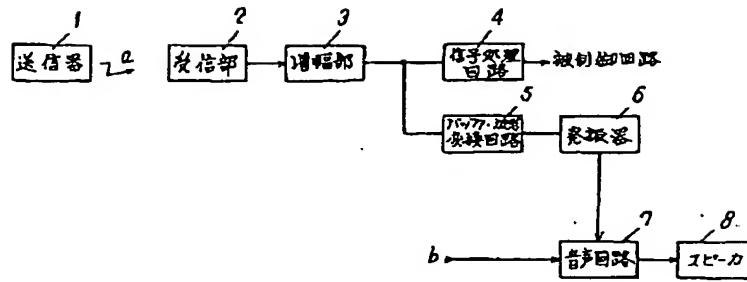 1
送信器
a
2
受信部
3
増幅部
4
信号処理
回路
被制御回路
5
バッファ・波形
変換回路
6
発振器
b
7
音声回路
8
スピーカ